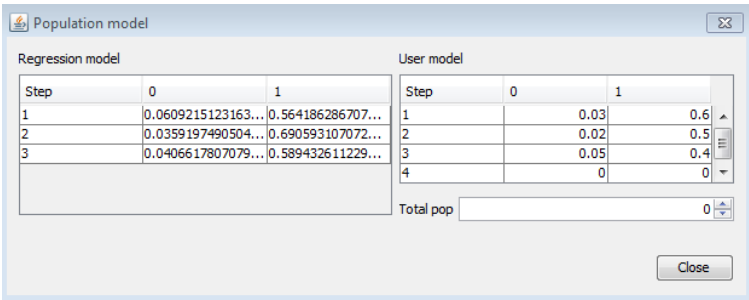 Population model
Regression model User model
Step 0 1 Step 0 1
1 0.0609215123163... 0.564186286707... 1 0.03 0.6
2 0.0359197490504... 0.690593107072... 2 0.02 0.5
3 0.0406617807079... 0.589432611229... 3 0.05 0.4
4 0 0
Total pop 0
Close